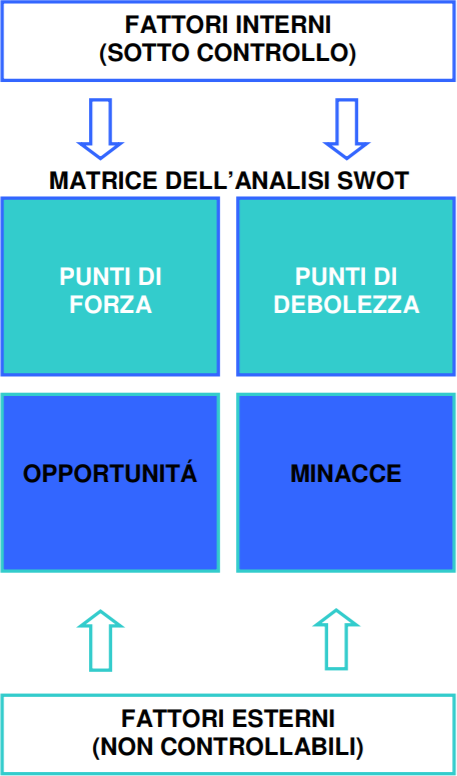 FATTORI INTERNI
(SOTTO CONTROLLO)
MATRICE DELL’ANALISI SWOT
PUNTI DI
FORZA
PUNTI DI
DEBOLEZZA
OPPORTUNITÁ
MINACCE
FATTORI ESTERNI
(NON CONTROLLABILI)